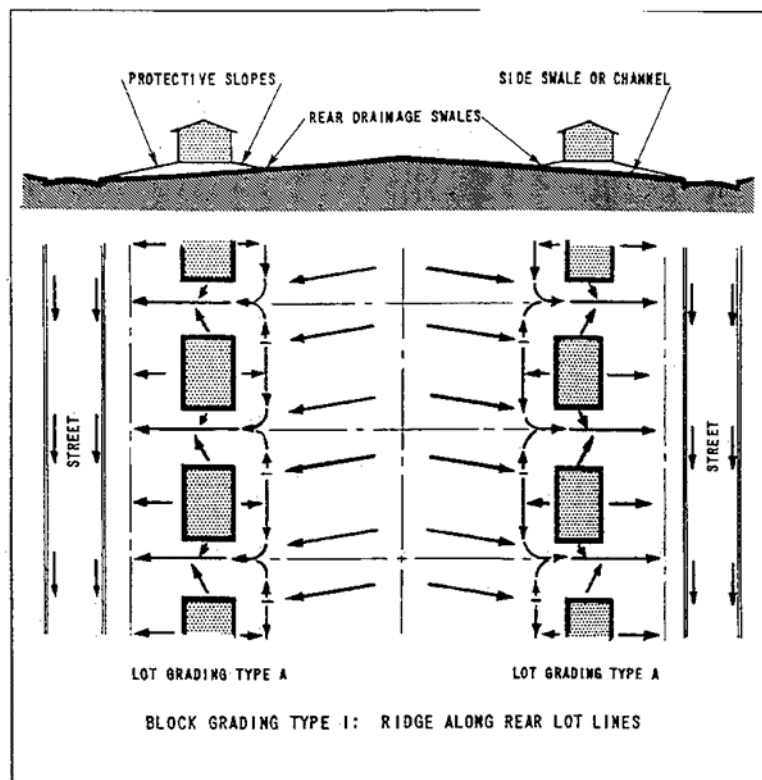 PROTECTIVE SLOPES
SIDE SWALE OR CHANNEL
REAR DRAINAGE SWALES
STREET
STREET
LOT GRADING TYPE A
LOT GRADING TYPE A
BLOCK GRADING TYPE I: RIDGE ALONG REAR LOT LINES